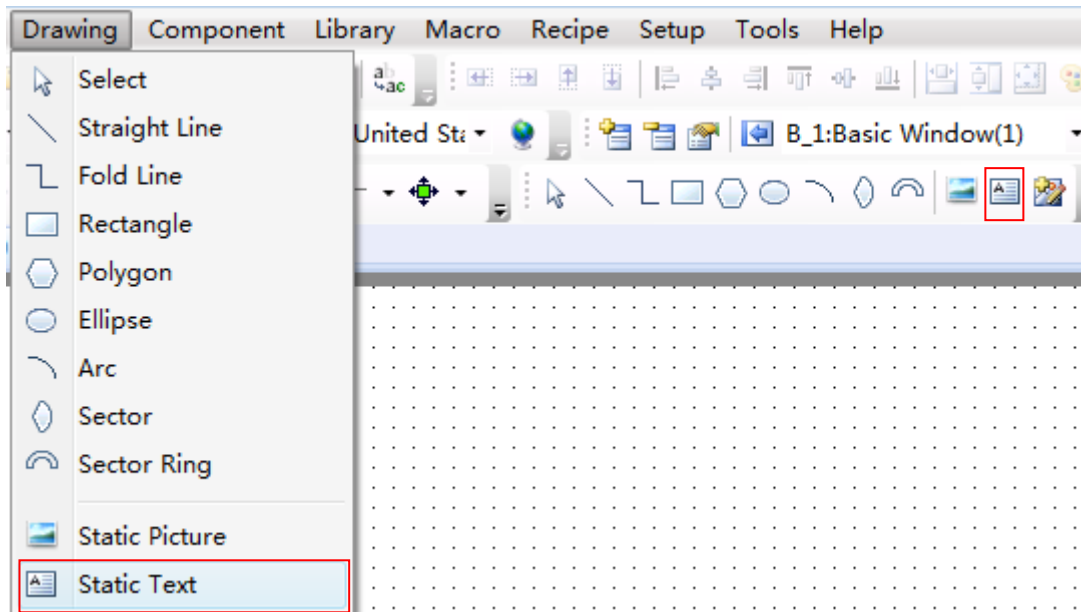 Drawing Component Library Macro Recipe Setup Tools Help
Select
Straight Line
United Sta
B_1:Basic Window(1)
Fold Line
Rectangle
Polygon
Ellipse
Arc
Sector
Sector Ring
Static Picture
Static Text